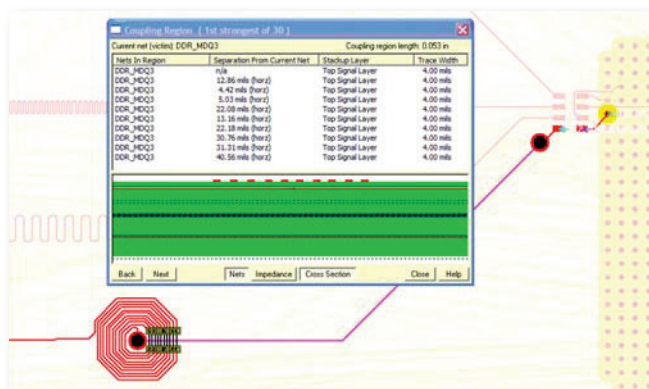 Coupling Region [ 1st strongest of 30 ]
Current net (victim): DDR_MDQ3 Coupling region length: 0.053 in
Nets In Region Separation From Current Net Stackup Layer Trace Width
DDR_MDQ3 n/a Top Signal Layer 4.00 mils
DDR_MDQ3 12.86 mils (horz) Top Signal Layer 4.00 mils
DDR_MDQ3 4.42 mils (horz) Top Signal Layer 4.00 mils
DDR_MDQ3 5.03 mils (horz) Top Signal Layer 4.00 mils
DDR_MDQ3 22.08 mils (horz) Top Signal Layer 4.00 mils
DDR_MDQ3 13.16 mils (horz) Top Signal Layer 4.00 mils
DDR_MDQ3 22.18 mils (horz) Top Signal Layer 4.00 mils
DDR_MDQ3 30.76 mils (horz) Top Signal Layer 4.00 mils
DDR_MDQ3 31.31 mils (horz) Top Signal Layer 4.00 mils
DDR_MDQ3 40.56 mils (horz) Top Signal Layer 4.00 mils
Back Next Nets Impedance Cross Section Close Help